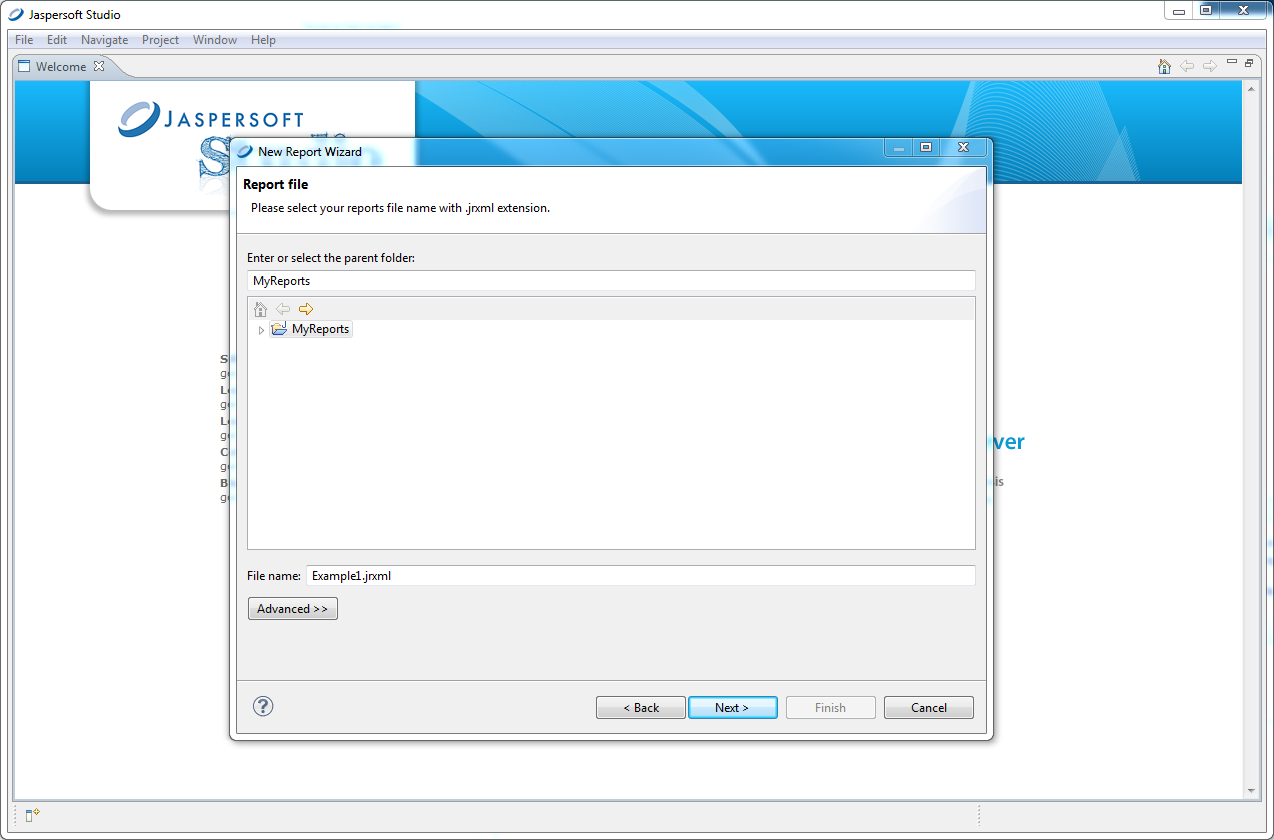 Jaspersoft Studio
File Edit Navigate Project Window Help
Welcome
JASPERSOFT
New Report Wizard
Report file
Please select your reports file name with .jrxml extension.
Enter or select the parent folder:
MyReports
MyReports
ver
is
File name: Example1.jrxml
Advanced >>
? < Back Next > Finish Cancel